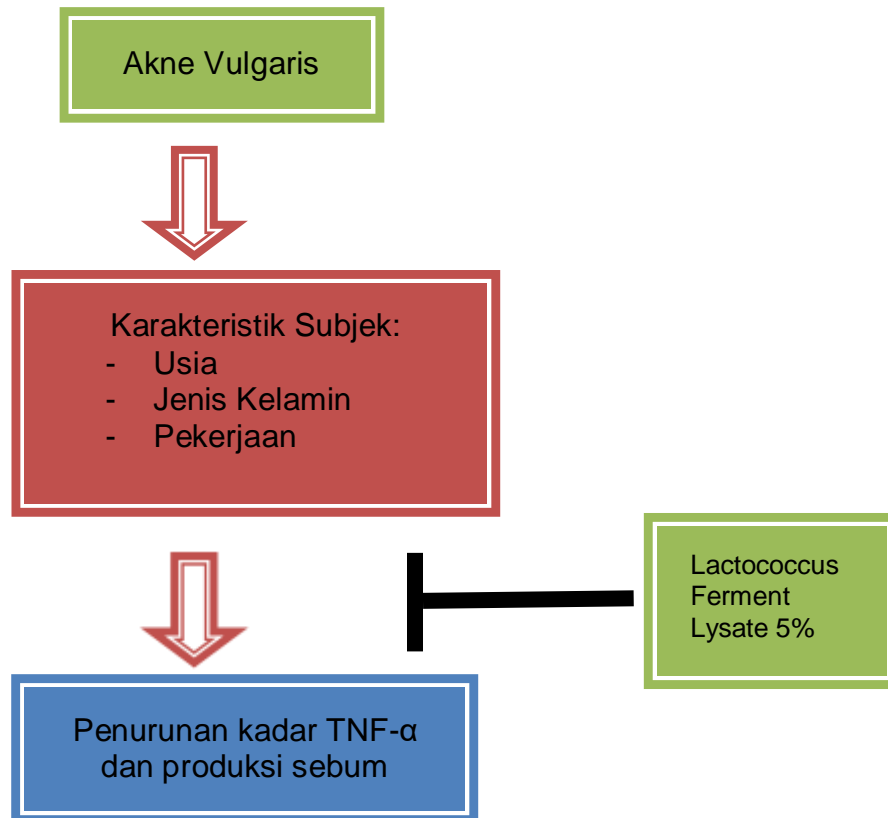 Akne Vulgaris
Karakteristik Subjek:
- Usia
- Jenis Kelamin
- Pekerjaan
Lactococcus
Ferment
Lysate 5%
Penurunan kadar TNF-α
dan produksi sebum